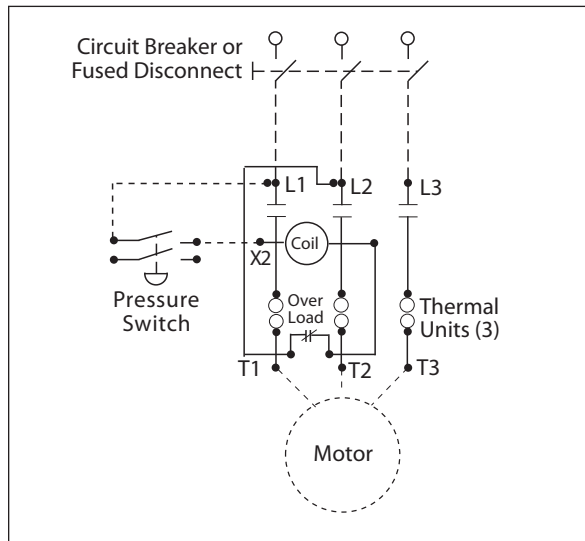 Circuit Breaker or
Fused Disconnect
L1
L2
L3
Coil
X2
Pressure
Switch
Over
Load
Thermal
Units (3)
T1
T2
T3
Motor